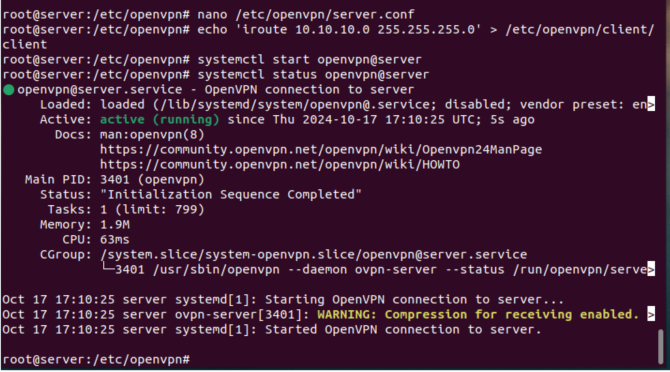 root@server:/etc/openvpn# nano /etc/openvpn/server.conf
root@server:/etc/openvpn# echo 'iroute 10.10.10.0 255.255.255.0' > /etc/openvpn/client/
client
root@server:/etc/openvpn# systemctl start openvpn@server
root@server:/etc/openvpn# systemctl status openvpn@server
● openvpn@server.service - OpenVPN connection to server
     Loaded: loaded (/lib/systemd/system/openvpn@.service; disabled; vendor preset: en>
     Active: active (running) since Thu 2024-10-17 17:10:25 UTC; 5s ago
       Docs: man:openvpn(8)
             https://community.openvpn.net/openvpn/wiki/Openvpn24ManPage
             https://community.openvpn.net/openvpn/wiki/HOWTO
   Main PID: 3401 (openvpn)
     Status: "Initialization Sequence Completed"
      Tasks: 1 (limit: 799)
     Memory: 1.9M
        CPU: 63ms
     CGroup: /system.slice/system-openvpn.slice/openvpn@server.service
             └─3401 /usr/sbin/openvpn --daemon ovpn-server --status /run/openvpn/serve>
Oct 17 17:10:25 server systemd[1]: Starting OpenVPN connection to server...
Oct 17 17:10:25 server ovpn-server[3401]: WARNING: Compression for receiving enabled. >
Oct 17 17:10:25 server systemd[1]: Started OpenVPN connection to server.
root@server:/etc/openvpn#